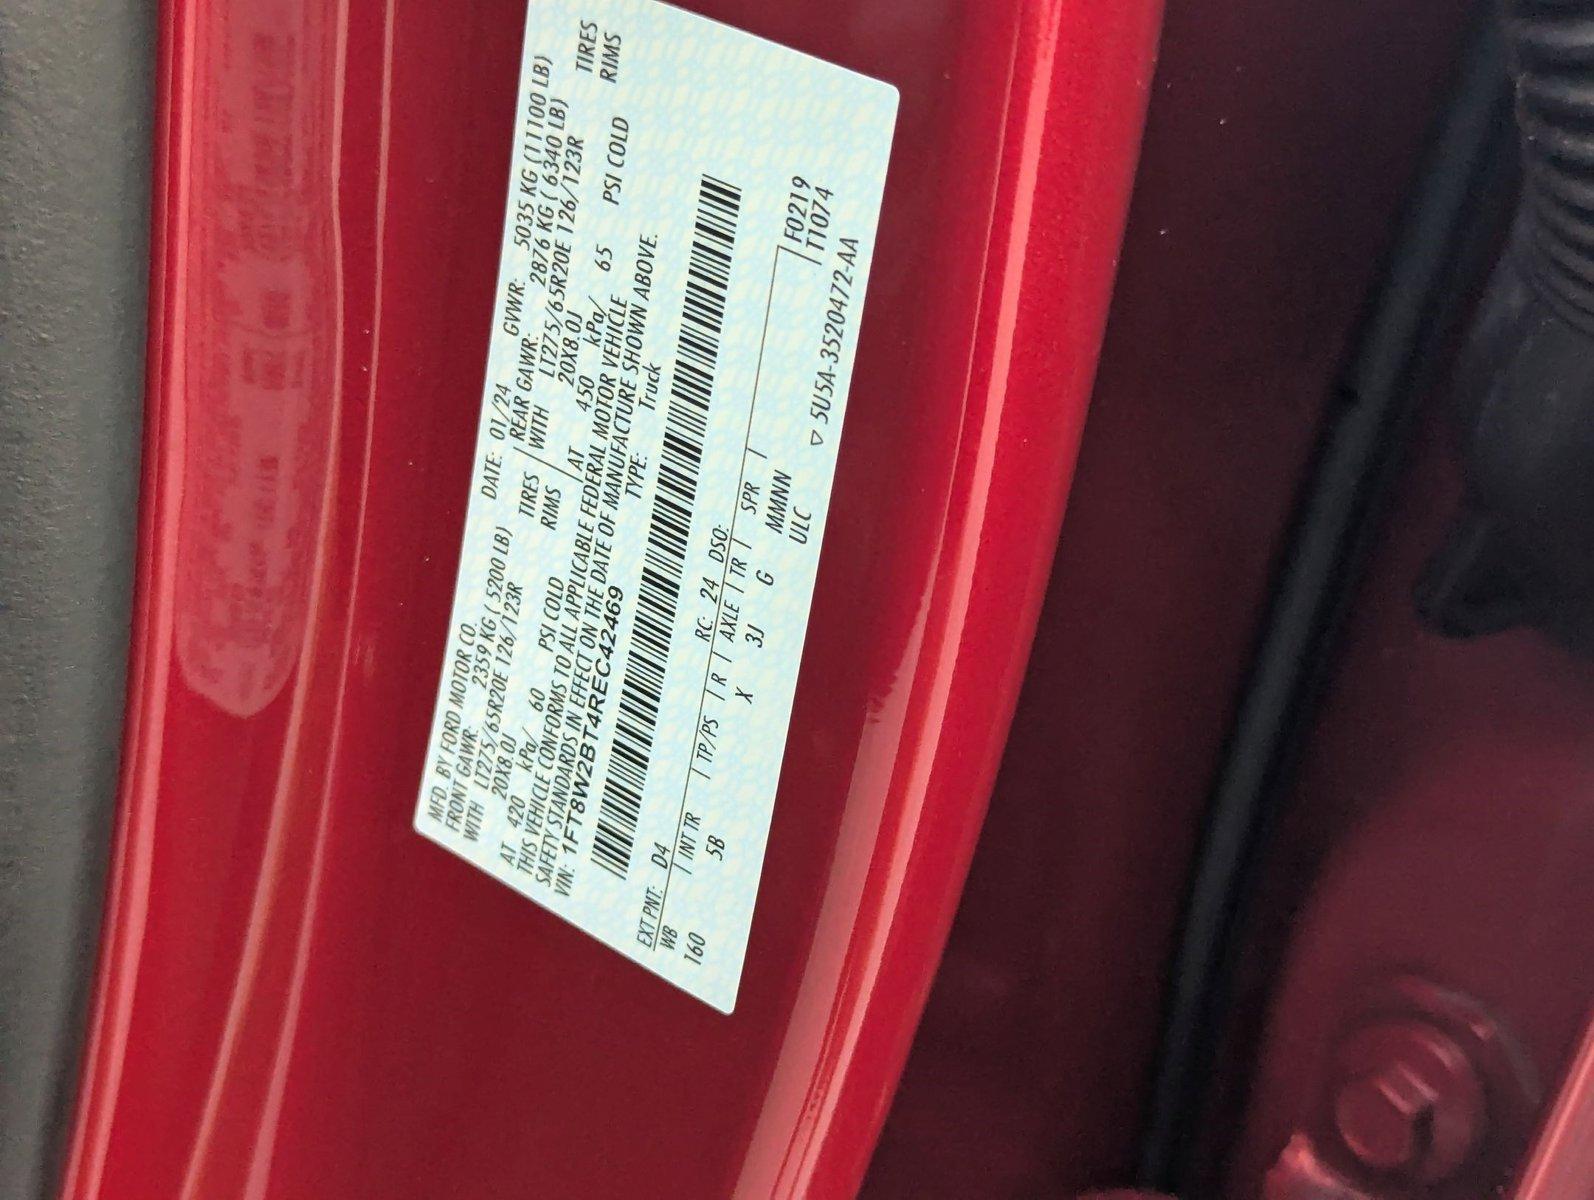 MFD. BY FORD MOTOR CO. DATE: 01/24 GVWR: 5035 KG (11100 LB)
FRONT GAWR: 2359 KG ( 5200 LB) REAR GAWR: 2876 KG ( 6340 LB)
WITH LT275/65R20E 126/123R TIRES WITH LT275/65R20E 126/123R TIRES
20X8.0J RIMS 20X8.0J RIMS
AT 420 kPa/ 60 PSI COLD AT 450 kPa/ 65 PSI COLD
THIS VEHICLE CONFORMS TO ALL APPLICABLE FEDERAL MOTOR VEHICLE
SAFETY STANDARDS IN EFFECT ON THE DATE OF MANUFACTURE SHOWN ABOVE.
VIN: 1FT8W2BT4REC42469 TYPE: Truck
EXT PNT: D4 RC: 24 DSO:
WB INT TR TP/PS R AXLE TR SPR F0219
160 5B X 3J G MMNN T1074
ULC ▽ 5U5A-3520472-AA